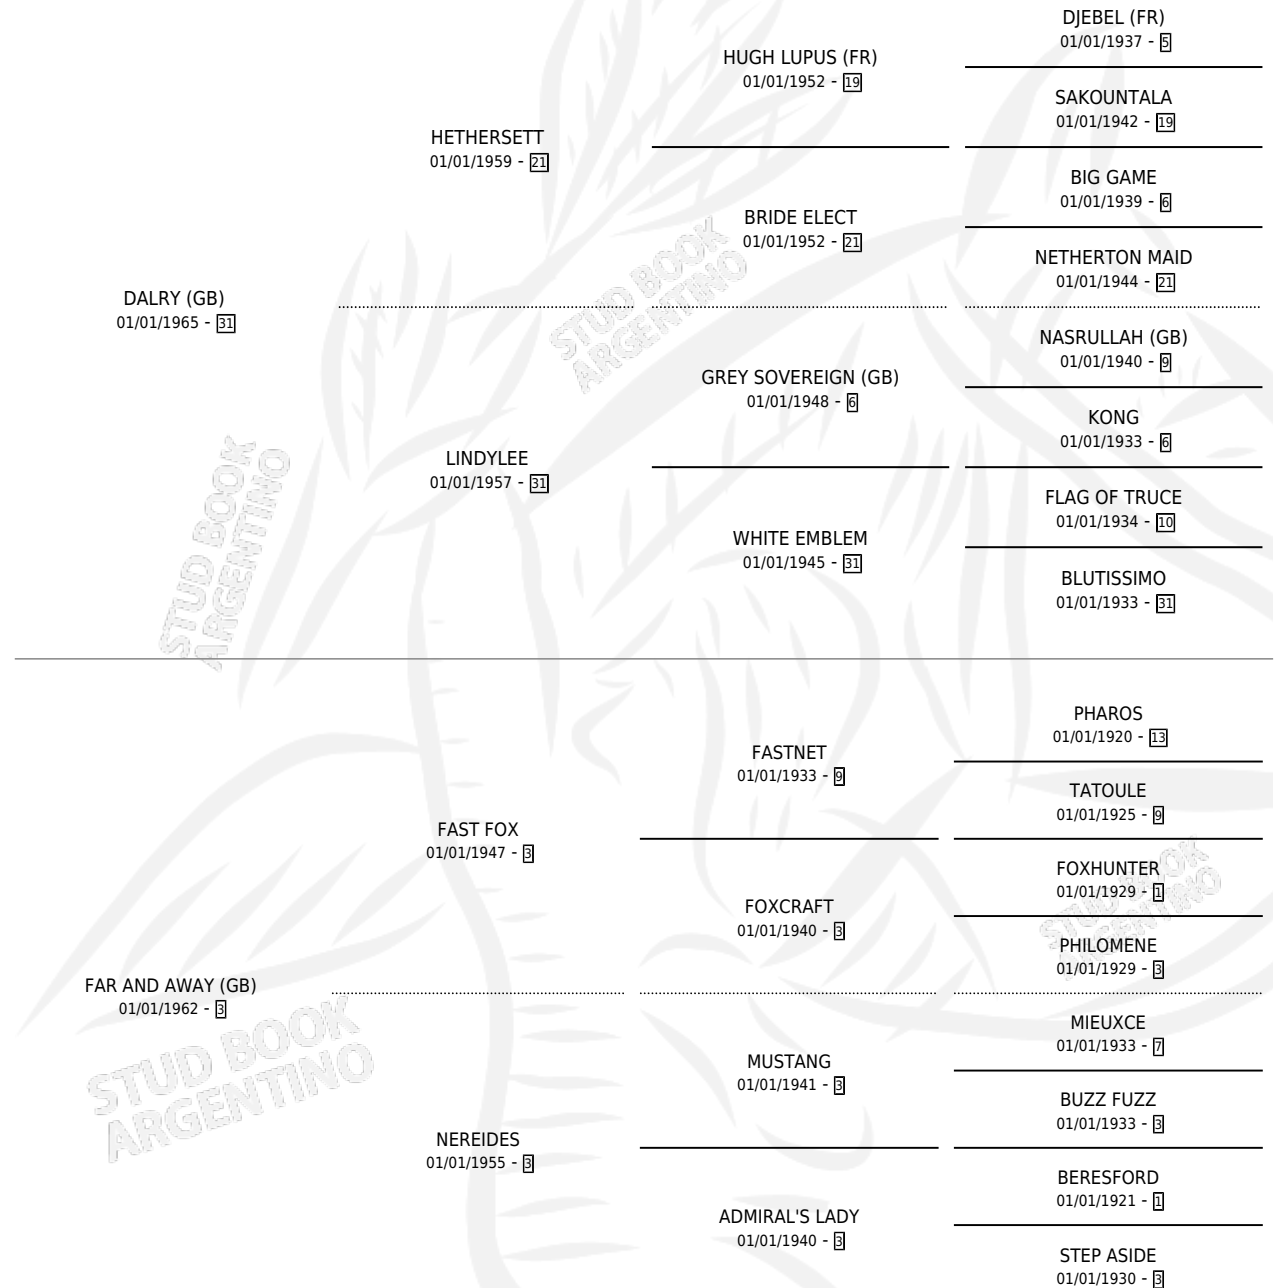 DJEBEL (FR)
01/01/1937 - 5
HUGH LUPUS (FR)
01/01/1952 - 19
SAKOUNTALA
01/01/1942 - 19
HETHERSETT
01/01/1959 - 21
BIG GAME
01/01/1939 - 6
BRIDE ELECT
01/01/1952 - 21
NETHERTON MAID
01/01/1944 - 21
DALRY (GB)
01/01/1965 - 31
STUD BOOK
ARGENTINO
NASRULLAH (GB)
01/01/1940 - 9
GREY SOVEREIGN (GB)
01/01/1948 - 6
KONG
01/01/1933 - 6
LINDYLEE
01/01/1957 - 31
FLAG OF TRUCE
01/01/1934 - 10
WHITE EMBLEM
01/01/1945 - 31
BLUTISSIMO
01/01/1933 - 31
STUD BOOK
ARGENTINO
PHAROS
01/01/1920 - 13
FASTNET
01/01/1933 - 9
TATOULE
01/01/1925 - 9
FAST FOX
01/01/1947 - 3
FOXHUNTER
01/01/1929 - 1
FOXCRAFT
01/01/1940 - 3
STUD BOOK
ARGENTINO
PHILOMENE
01/01/1929 - 3
FAR AND AWAY (GB)
01/01/1962 - 3
STUD BOOK
ARGENTINO
MIEUXCE
01/01/1933 - 7
MUSTANG
01/01/1941 - 3
BUZZ FUZZ
01/01/1933 - 3
NEREIDES
01/01/1955 - 3
BERESFORD
01/01/1921 - 1
ADMIRAL'S LADY
01/01/1940 - 3
STEP ASIDE
01/01/1930 - 3